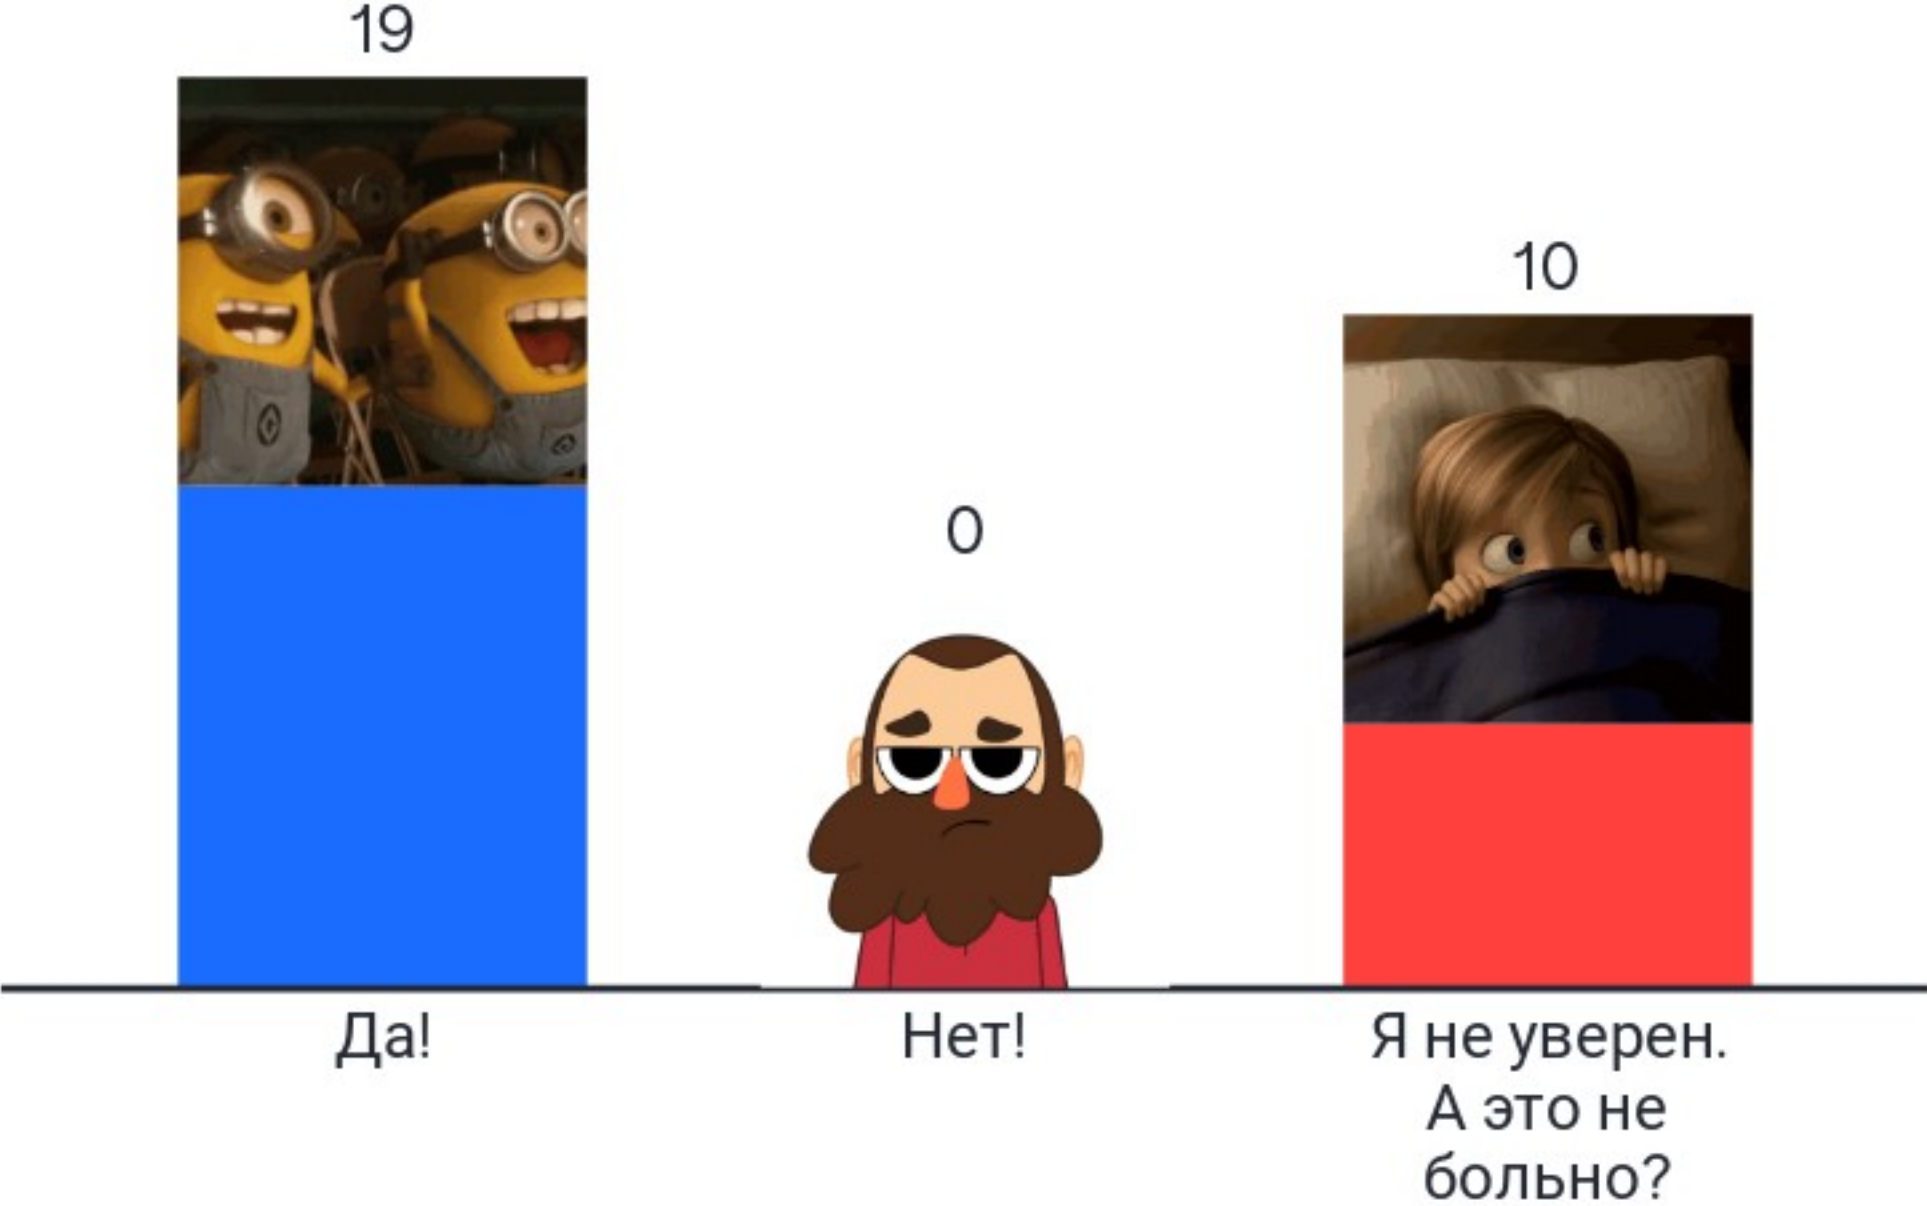 19
10
0
Да!
Нет!
Я не уверен.
А это не
больно?